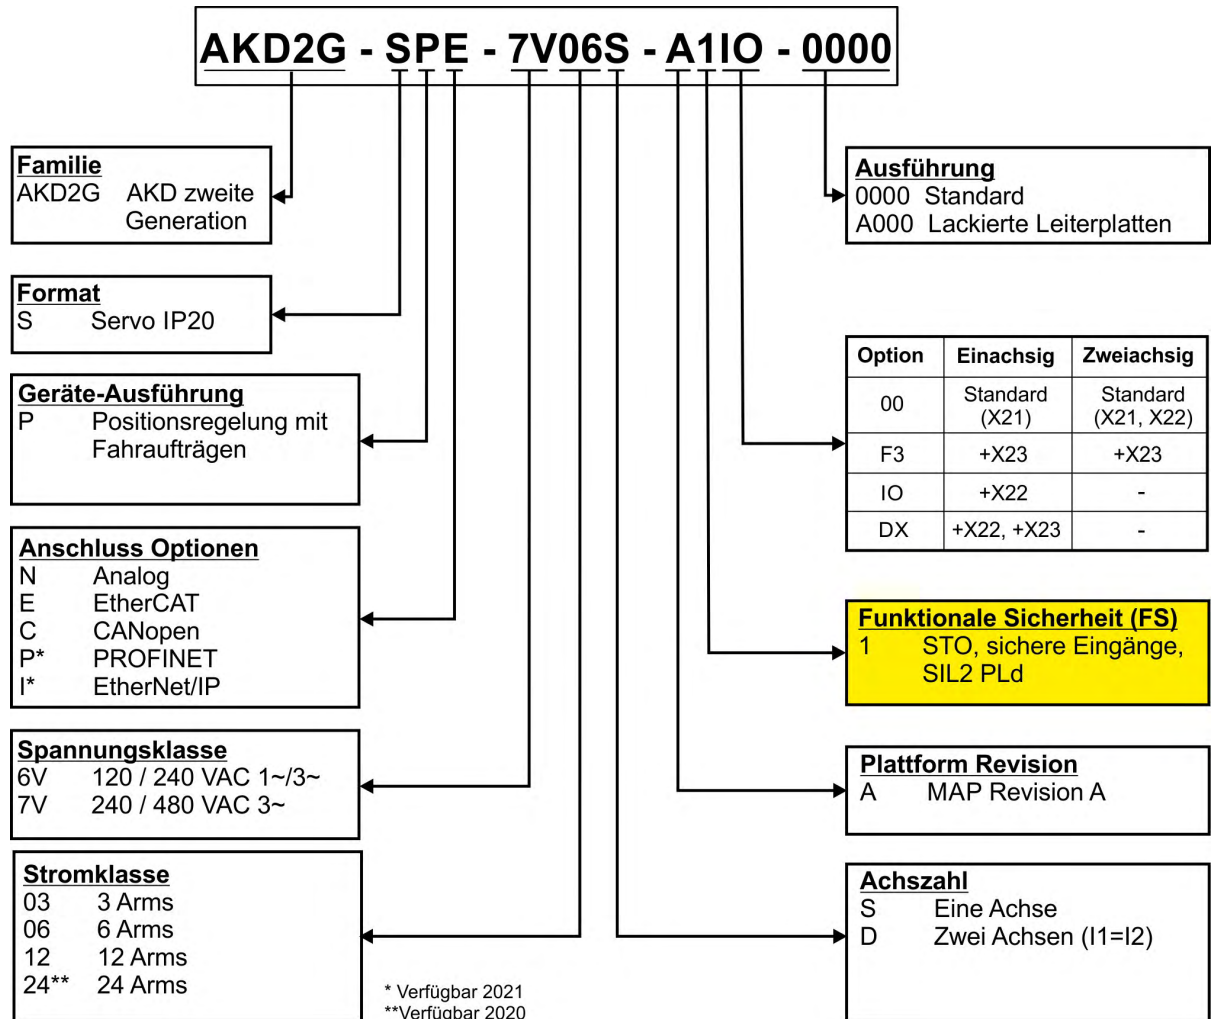 AKD2G - SPE - 7V06S - A1IO - 0000
Familie
AKD2G AKD zweite
Generation
Format
S Servo IP20
Geräte-Ausführung
P Positionsregelung mit
Fahraufträgen
Anschluss Optionen
N Analog
E EtherCAT
C CANopen
P* PROFINET
I* EtherNet/IP
Spannungsklasse
6V 120 / 240 VAC 1~/3~
7V 240 / 480 VAC 3~
Stromklasse
03 3 Arms
06 6 Arms
12 12 Arms
24** 24 Arms
* Verfügbar 2021
**Verfügbar 2020
Ausführung
0000 Standard
A000 Lackierte Leiterplatten
Option Einachsig Zweiachsig
00 Standard (X21) Standard (X21, X22)
F3 +X23 +X23
IO +X22 -
DX +X22, +X23 -
Funktionale Sicherheit (FS)
1 STO, sichere Eingänge,
SIL2 PLd
Plattform Revision
A MAP Revision A
Achszahl
S Eine Achse
D Zwei Achsen (I1=I2)